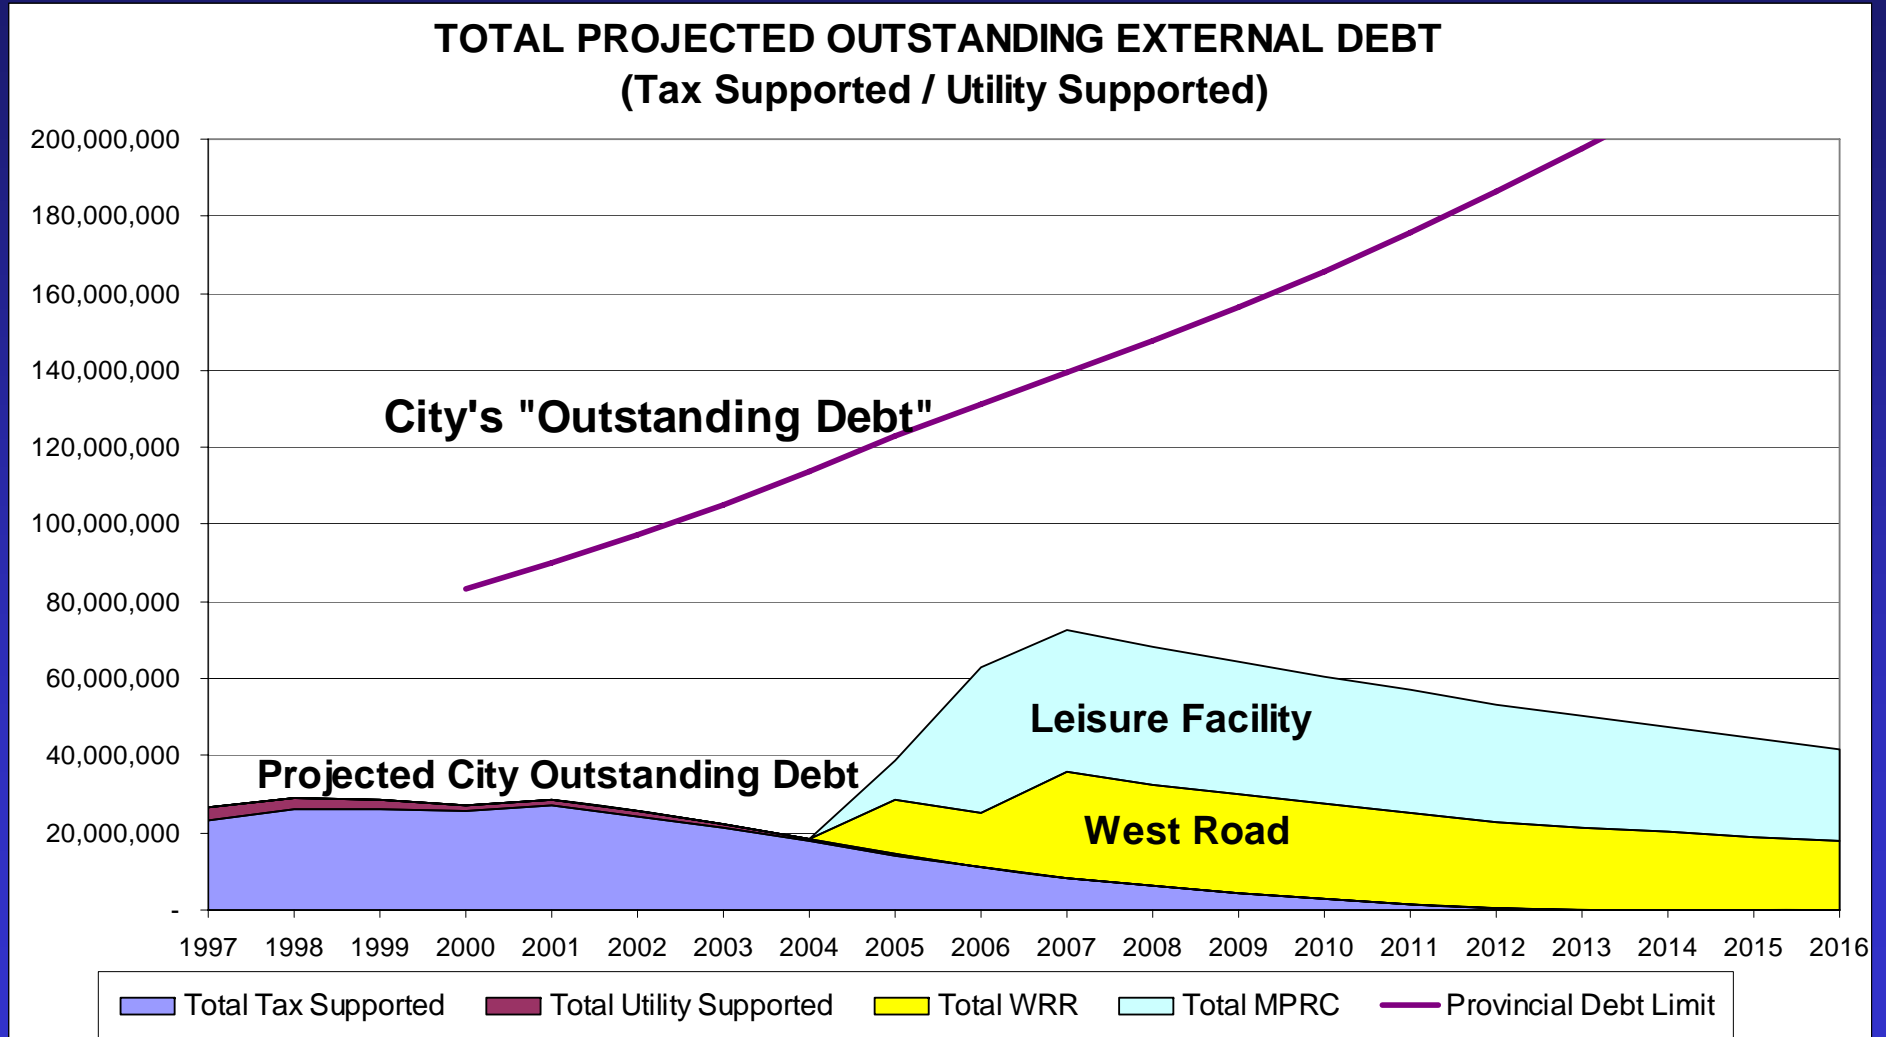 TOTAL PROJECTED OUTSTANDING EXTERNAL DEBT
(Tax Supported / Utility Supported)
200,000,000
180,000,000
160,000,000
140,000,000
City's "Outstanding Debt"
120,000,000
100,000,000
80,000,000
60,000,000
Leisure Facility
40,000,000
Projected City Outstanding Debt
West Road
20,000,000
-
1997 1998 1999 2000 2001 2002 2003 2004 2005 2006 2007 2008 2009 2010 2011 2012 2013 2014 2015 2016
Total Tax Supported Total Utility Supported Total WRR Total MPRC Provincial Debt Limit